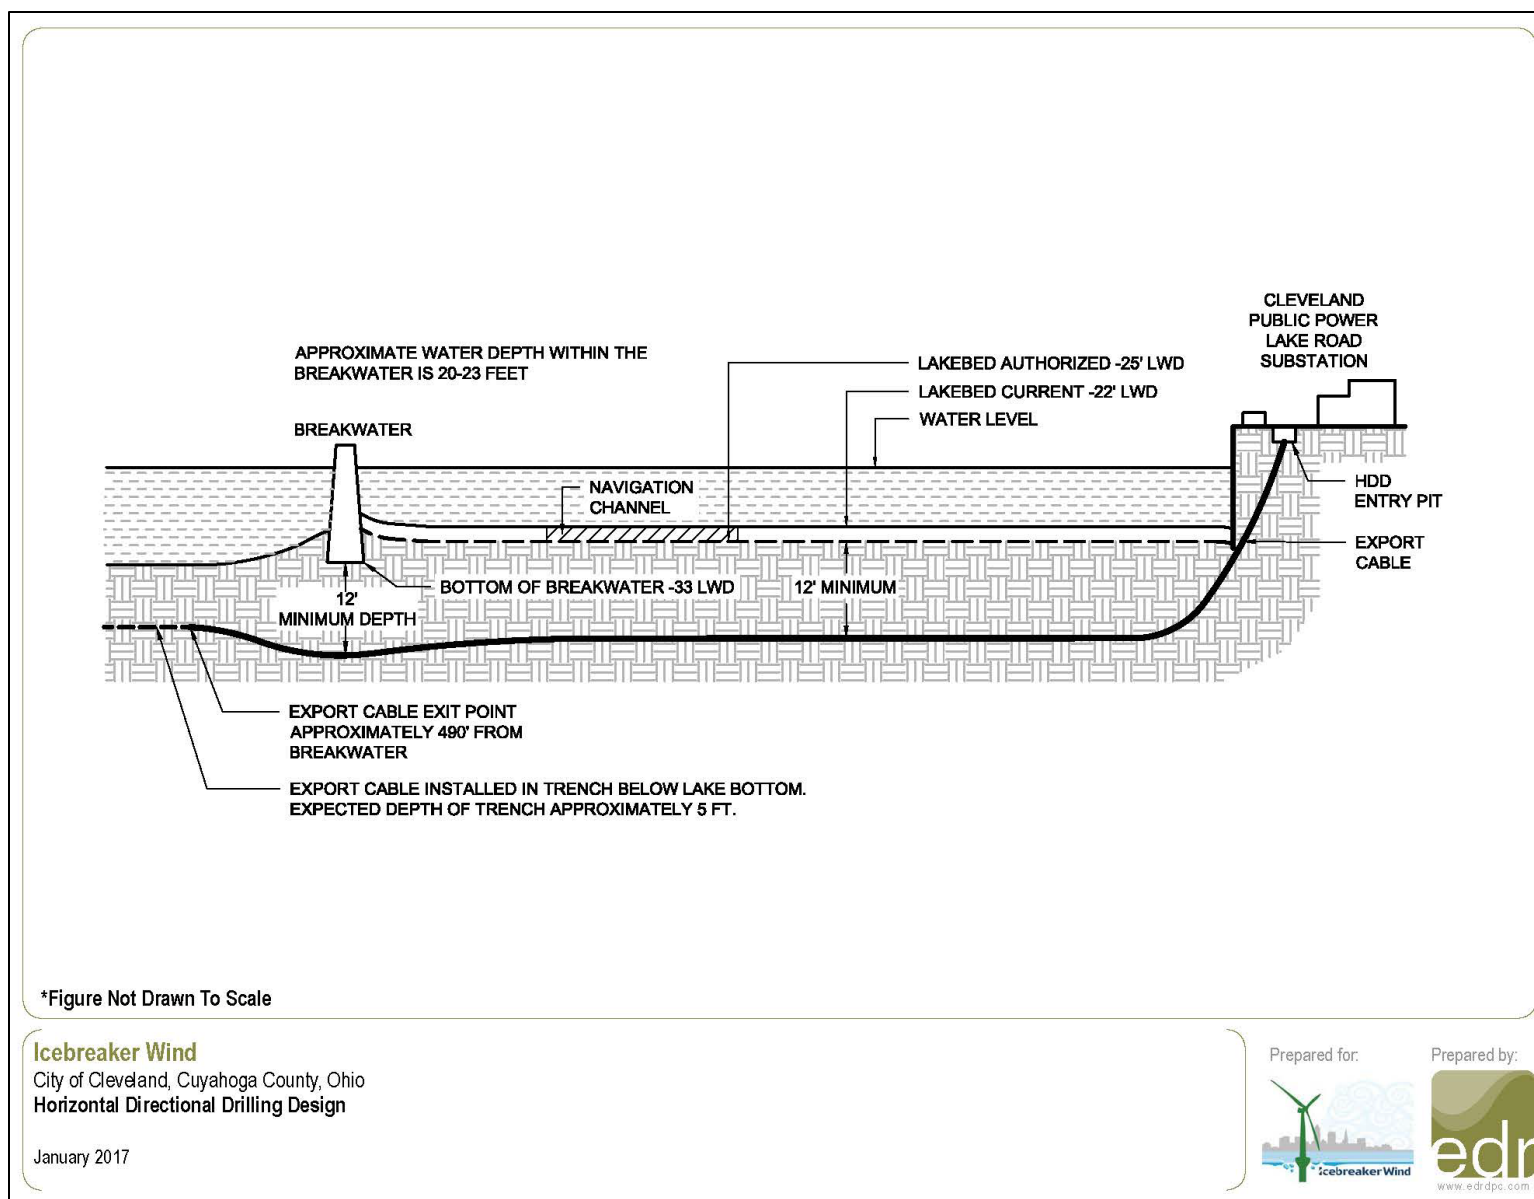 CLEVELAND
PUBLIC POWER
LAKE ROAD
SUBSTATION
APPROXIMATE WATER DEPTH WITHIN THE
BREAKWATER IS 20-23 FEET
LAKEBED AUTHORIZED -25' LWD
LAKEBED CURRENT -22' LWD
WATER LEVEL
BREAKWATER
NAVIGATION
CHANNEL
HDD
ENTRY PIT
EXPORT
CABLE
BOTTOM OF BREAKWATER -33 LWD
12' MINIMUM
12'
MINIMUM DEPTH
EXPORT CABLE EXIT POINT
APPROXIMATELY 490' FROM
BREAKWATER
EXPORT CABLE INSTALLED IN TRENCH BELOW LAKE BOTTOM.
EXPECTED DEPTH OF TRENCH APPROXIMATELY 5 FT.
*Figure Not Drawn To Scale
Icebreaker Wind
City of Cleveland, Cuyahoga County, Ohio
Horizontal Directional Drilling Design
January 2017
Prepared for:
Icebreaker Wind
Prepared by:
edr
www.edrdpc.com